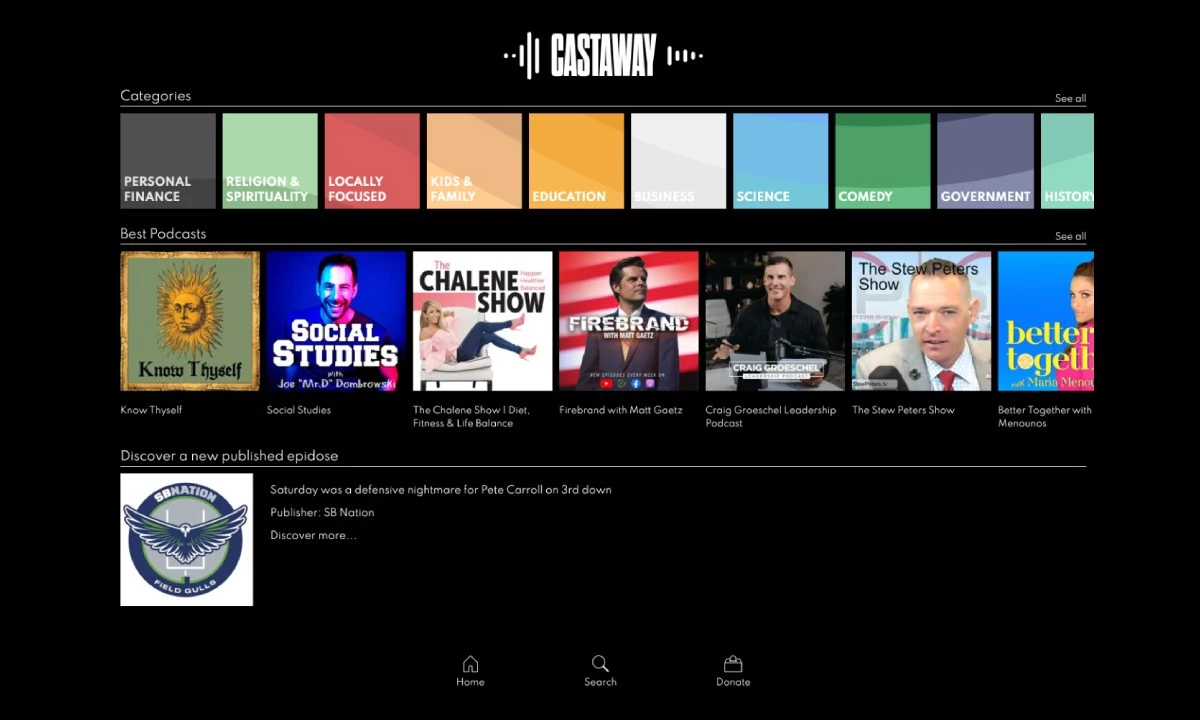 CASTAWAY
Categories
See all
PERSONAL
FINANCE
RELIGION &
SPIRITUALITY
LOCALLY
FOCUSED
KIDS &
FAMILY
EDUCATION
BUSINESS
SCIENCE
COMEDY
GOVERNMENT
HISTORY
Best Podcasts
See all
Know Thyself
SOCIAL
STUDIES
with
Joe "Mr.D" Dombrowski
The
CHALENE
SHOW
Happier
Healthier
Balanced
FIREBRAND
WITH MATT GAETZ
NEW EPISODES EVERY WEEK ON
CRAIG GROESCHEL
LEADERSHIP PODCAST
The Stew Peters
Show
StewPeters.tv
better
togeth
with Maria Menou
Know Thyself
Social Studies
The Chalene Show I Diet,
Fitness & Life Balance
Firebrand with Matt Gaetz
Craig Groeschel Leadership
Podcast
The Stew Peters Show
Better Together with
Menounos
Discover a new published epidose
SBNATION
FIELD GULLS
Saturday was a defensive nightmare for Pete Carroll on 3rd down
Publisher: SB Nation
Discover more...
Home
Search
Donate